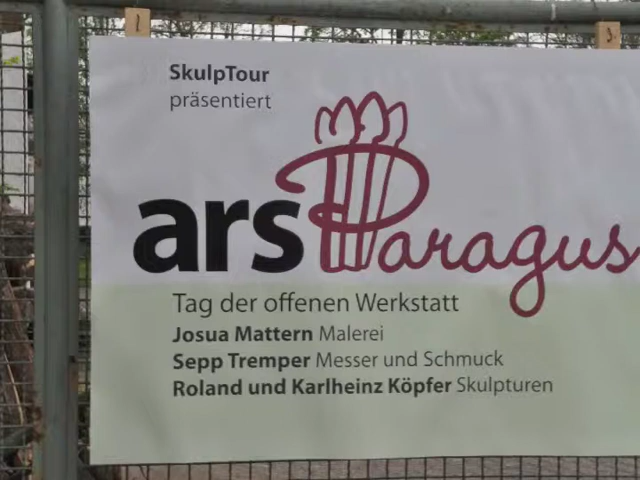 SkulpTour
präsentiert
arsParagus
Tag der offenen Werkstatt
Josua Mattern Malerei
Sepp Tremper Messer und Schmuck
Roland und Karlheinz Köpfer Skulpturen